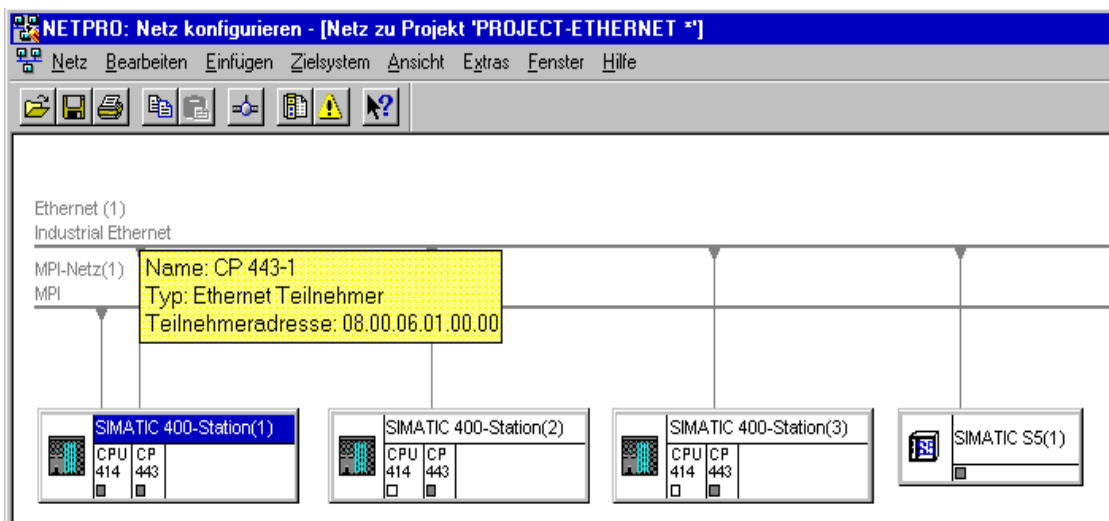 NETPRO: Netz konfigurieren - [Netz zu Projekt 'PROJECT-ETHERNET *']
Netz Bearbeiten Einfügen Zielsystem Ansicht Extras Fenster Hilfe
Ethernet (1)
Industrial Ethernet
MPI-Netz(1)
MPI
Name: CP 443-1
Typ: Ethernet Teilnehmer
Teilnehmeradresse: 08.00.06.01.00.00
SIMATIC 400-Station(1)
CPU CP
414 443
SIMATIC 400-Station(2)
CPU CP
414 443
SIMATIC 400-Station(3)
CPU CP
414 443
S5
SIMATIC S5(1)